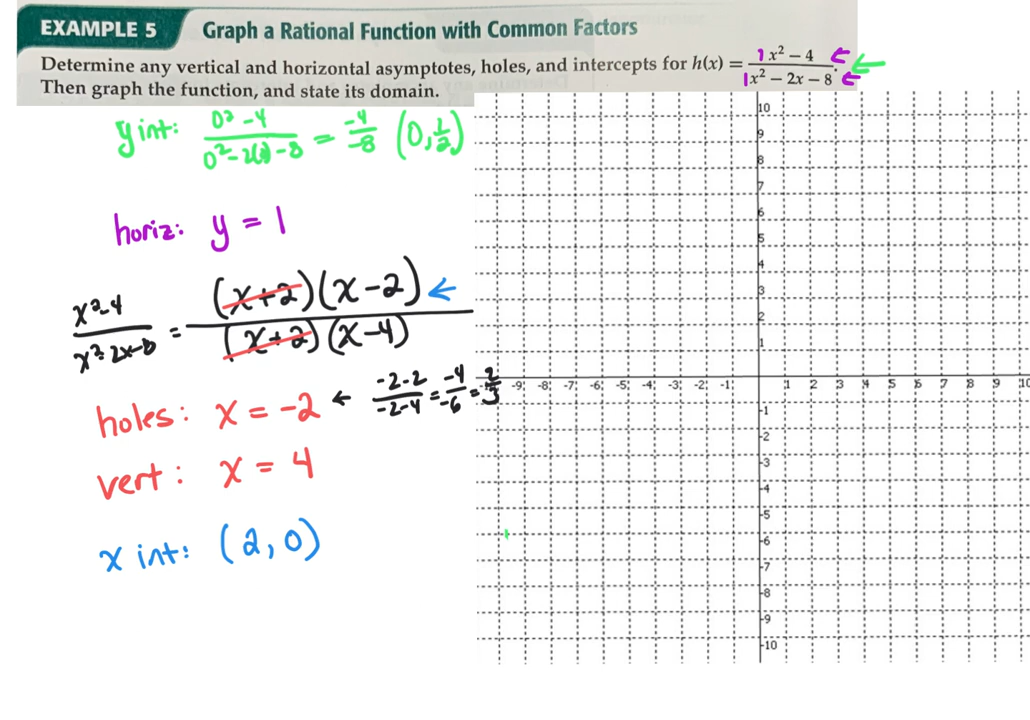 EXAMPLE 5 Graph a Rational Function with Common Factors
Determine any vertical and horizontal asymptotes, holes, and intercepts for h(x) = (1x² − 4)/(1x² − 2x − 8).
Then graph the function, and state its domain.
y int: (0² - 4)/(0² - 2(0) - 8) = -4/-8 (0, 1/2)
horiz: y = 1
(x² - 4)/(x² - 2x - 8) = (x+2)(x-2)/(x+2)(x-4)
holes: x = -2 ← (-2-2)/(-2-4) = -4/-6 = 2/3
vert: x = 4
x int: (2, 0)
10
9
8
7
6
5
4
3
2
1
-9 -8 -7 -6 -5 -4 -3 -2 -1 1 2 3 4 5 6 7 8 9 10
-1
-2
-3
-4
-5
-6
-7
-8
-9
-10